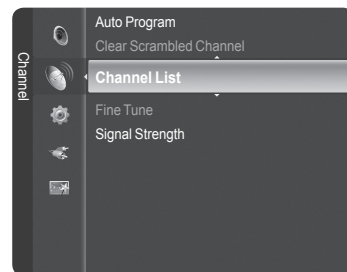 Channel
Auto Program
Clear Scrambled Channel
Channel List
Fine Tune
Signal Strength